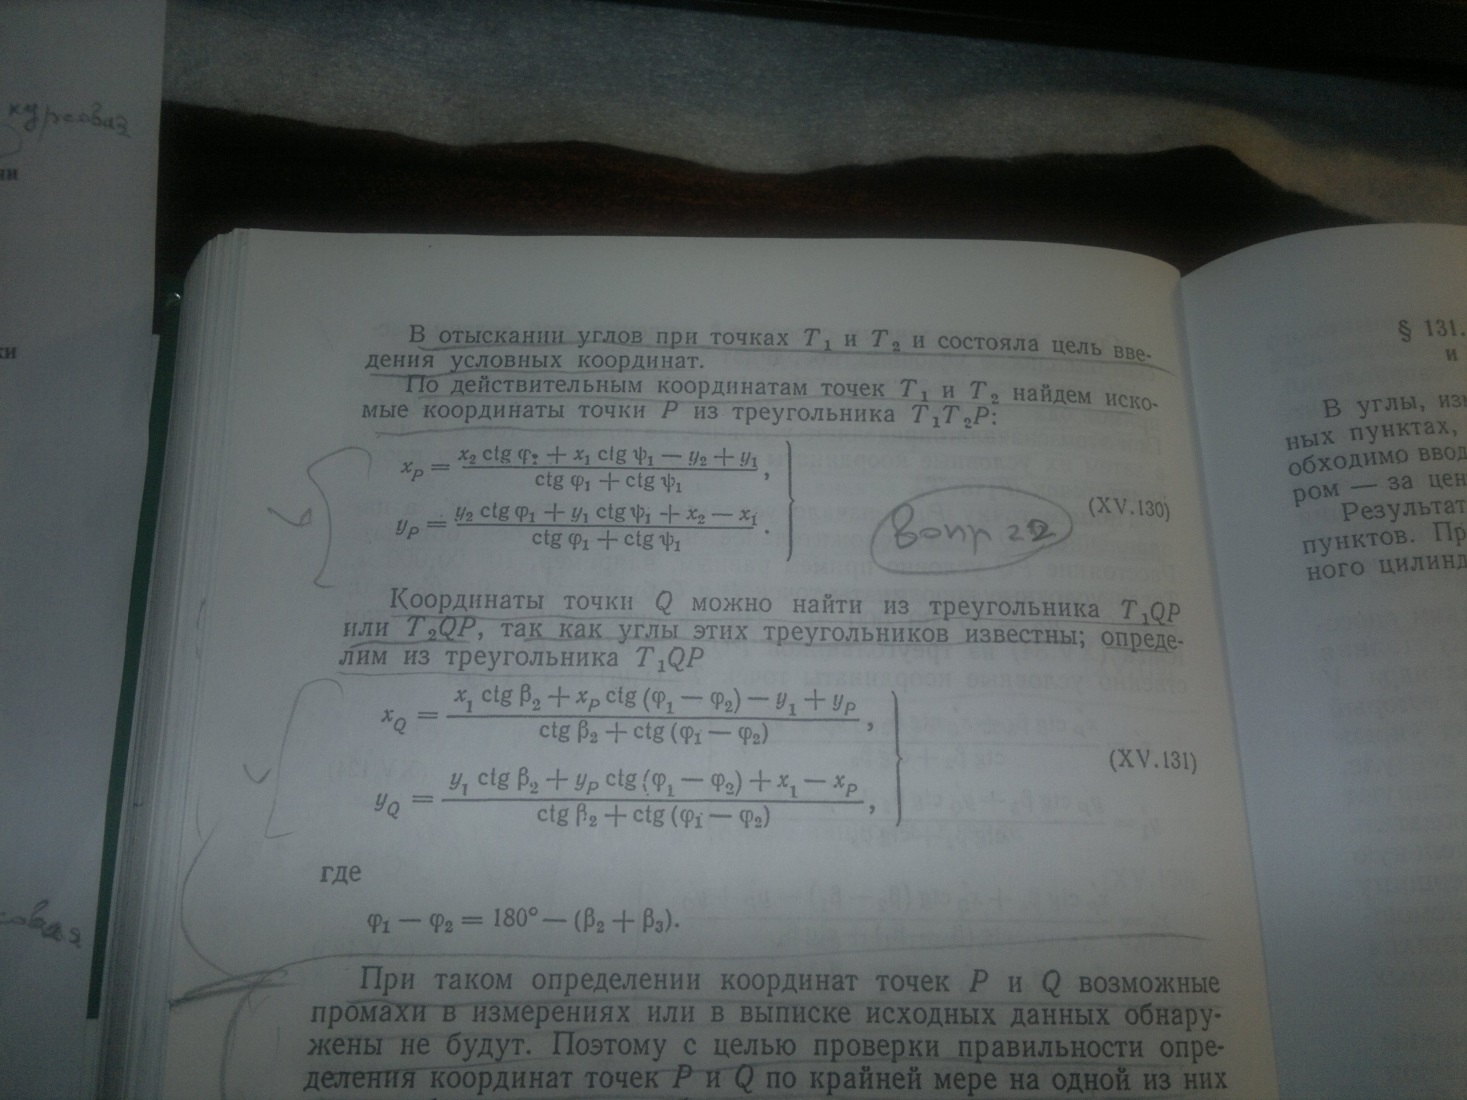 курсовая
ни
ки
совая
В отыскании углов при точках T₁ и T₂ и состояла цель вве-
дения условных координат.
По действительным координатам точек T₁ и T₂ найдем иско-
мые координаты точки P из треугольника T₁T₂P:
x_P = (x₂ ctg φ₁ + x₁ ctg ψ₁ − y₂ + y₁) / (ctg φ₁ + ctg ψ₁),
y_P = (y₂ ctg φ₁ + y₁ ctg ψ₁ + x₂ − x₁) / (ctg φ₁ + ctg ψ₁).
(XV.130)
вопр 22
Координаты точки Q можно найти из треугольника T₁QP
или T₂QP, так как углы этих треугольников известны; опреде-
лим из треугольника T₁QP
x_Q = (x₁ ctg β₂ + x_P ctg (φ₁ − φ₂) − y₁ + y_P) / (ctg β₂ + ctg (φ₁ − φ₂)),
y_Q = (y₁ ctg β₂ + y_P ctg (φ₁ − φ₂) + x₁ − x_P) / (ctg β₂ + ctg (φ₁ − φ₂)),
(XV.131)
где
φ₁ − φ₂ = 180° − (β₂ + β₃).
При таком определении координат точек P и Q возможные
промахи в измерениях или в выписке исходных данных обнару-
жены не будут. Поэтому с целью проверки правильности опре-
деления координат точек P и Q по крайней мере на одной из них
§ 131.
и
В углы, из
ных пунктах,
обходимо ввод
ром — за цен
Результат
пунктов. Пр
ного цилинд